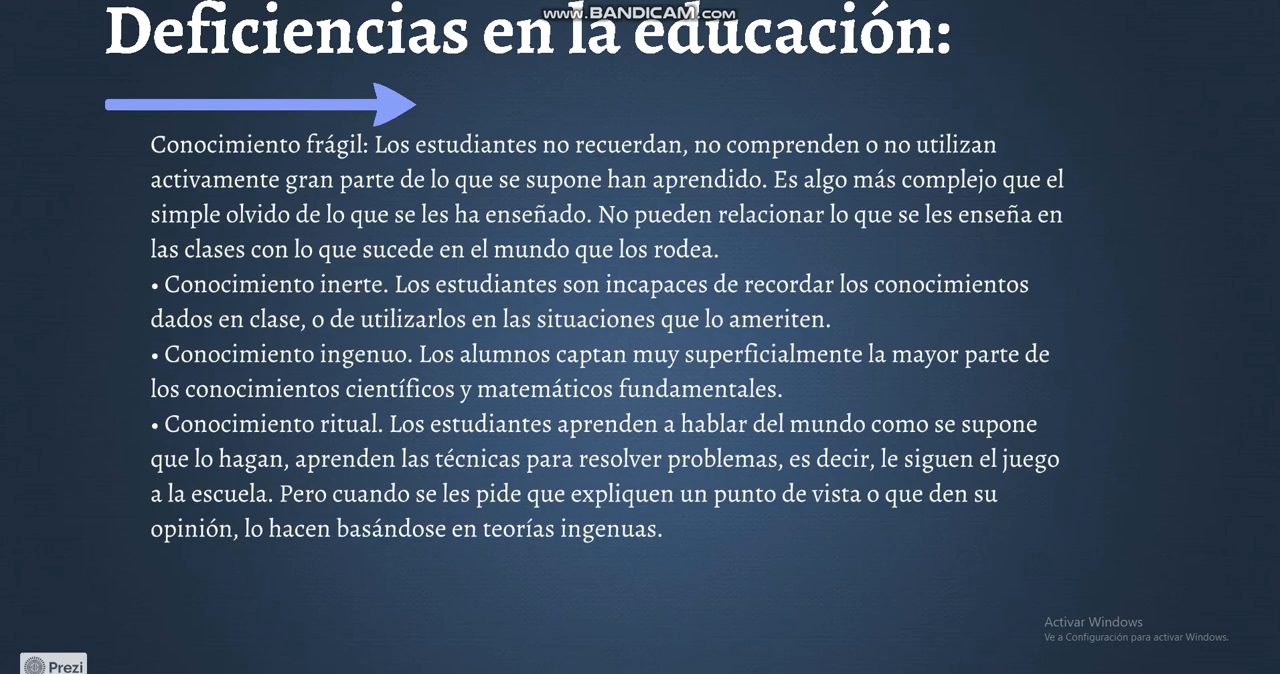 www.BANDICAM.com
Deficiencias en la educación:
Conocimiento frágil: Los estudiantes no recuerdan, no comprenden o no utilizan
activamente gran parte de lo que se supone han aprendido. Es algo más complejo que el
simple olvido de lo que se les ha enseñado. No pueden relacionar lo que se les enseña en
las clases con lo que sucede en el mundo que los rodea.
• Conocimiento inerte. Los estudiantes son incapaces de recordar los conocimientos
dados en clase, o de utilizarlos en las situaciones que lo ameriten.
• Conocimiento ingenuo. Los alumnos captan muy superficialmente la mayor parte de
los conocimientos científicos y matemáticos fundamentales.
• Conocimiento ritual. Los estudiantes aprenden a hablar del mundo como se supone
que lo hagan, aprenden las técnicas para resolver problemas, es decir, le siguen el juego
a la escuela. Pero cuando se les pide que expliquen un punto de vista o que den su
opinión, lo hacen basándose en teorías ingenuas.
Activar Windows
Ve a Configuración para activar Windows.
Prezi